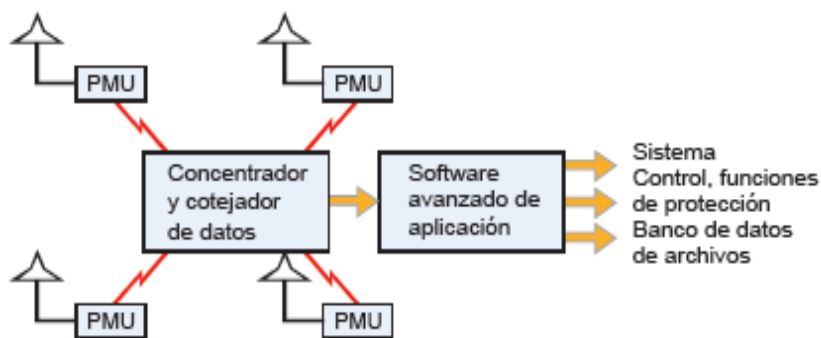 PMU
PMU
Concentrador
y cotejador
de datos
Software
avanzado de
aplicación
Sistema
Control, funciones
de protección
Banco de datos
de archivos
PMU
PMU